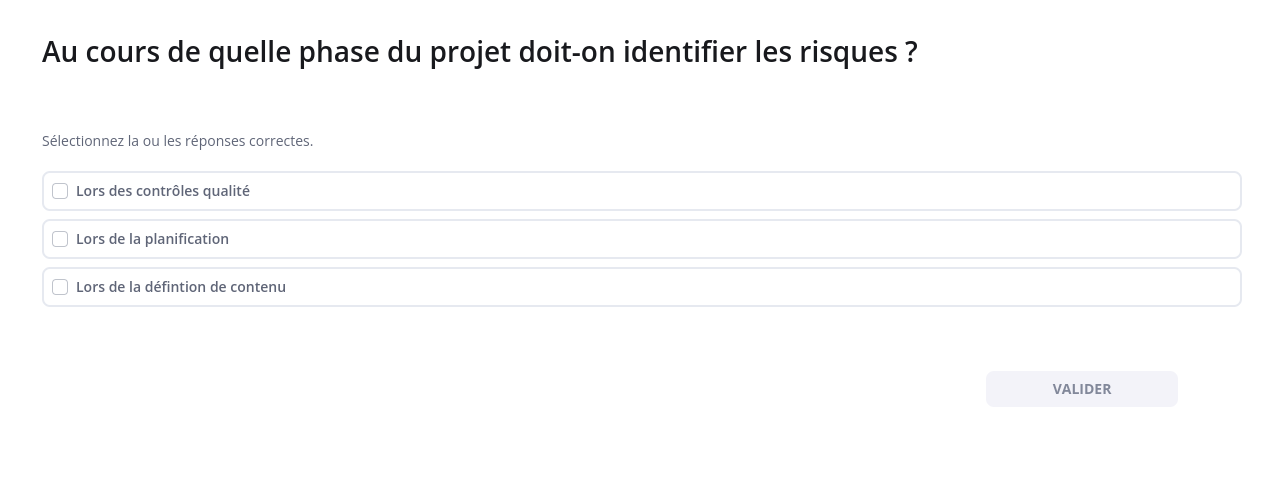 Au cours de quelle phase du projet doit-on identifier les risques ?
Sélectionnez la ou les réponses correctes.
Lors des contrôles qualité
Lors de la planification
Lors de la défintion de contenu
VALIDER